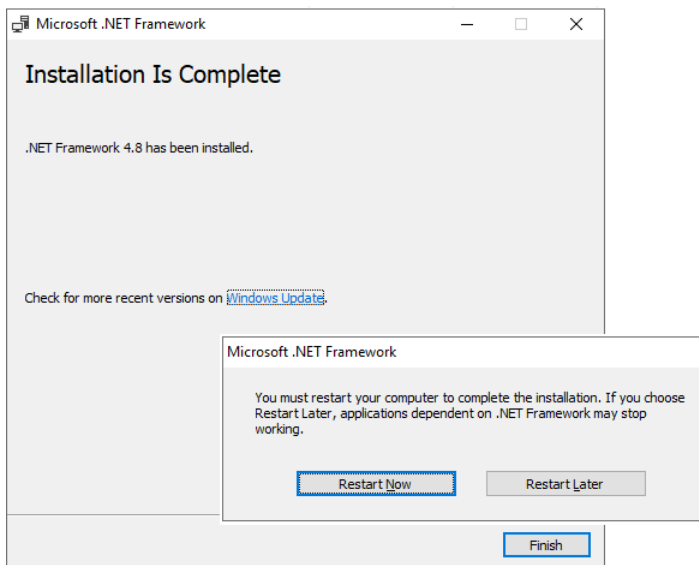 Microsoft .NET Framework
Installation Is Complete
.NET Framework 4.8 has been installed.
Check for more recent versions on Windows Update.
Microsoft .NET Framework
You must restart your computer to complete the installation. If you choose
Restart Later, applications dependent on .NET Framework may stop
working.
Restart Now
Restart Later
Finish